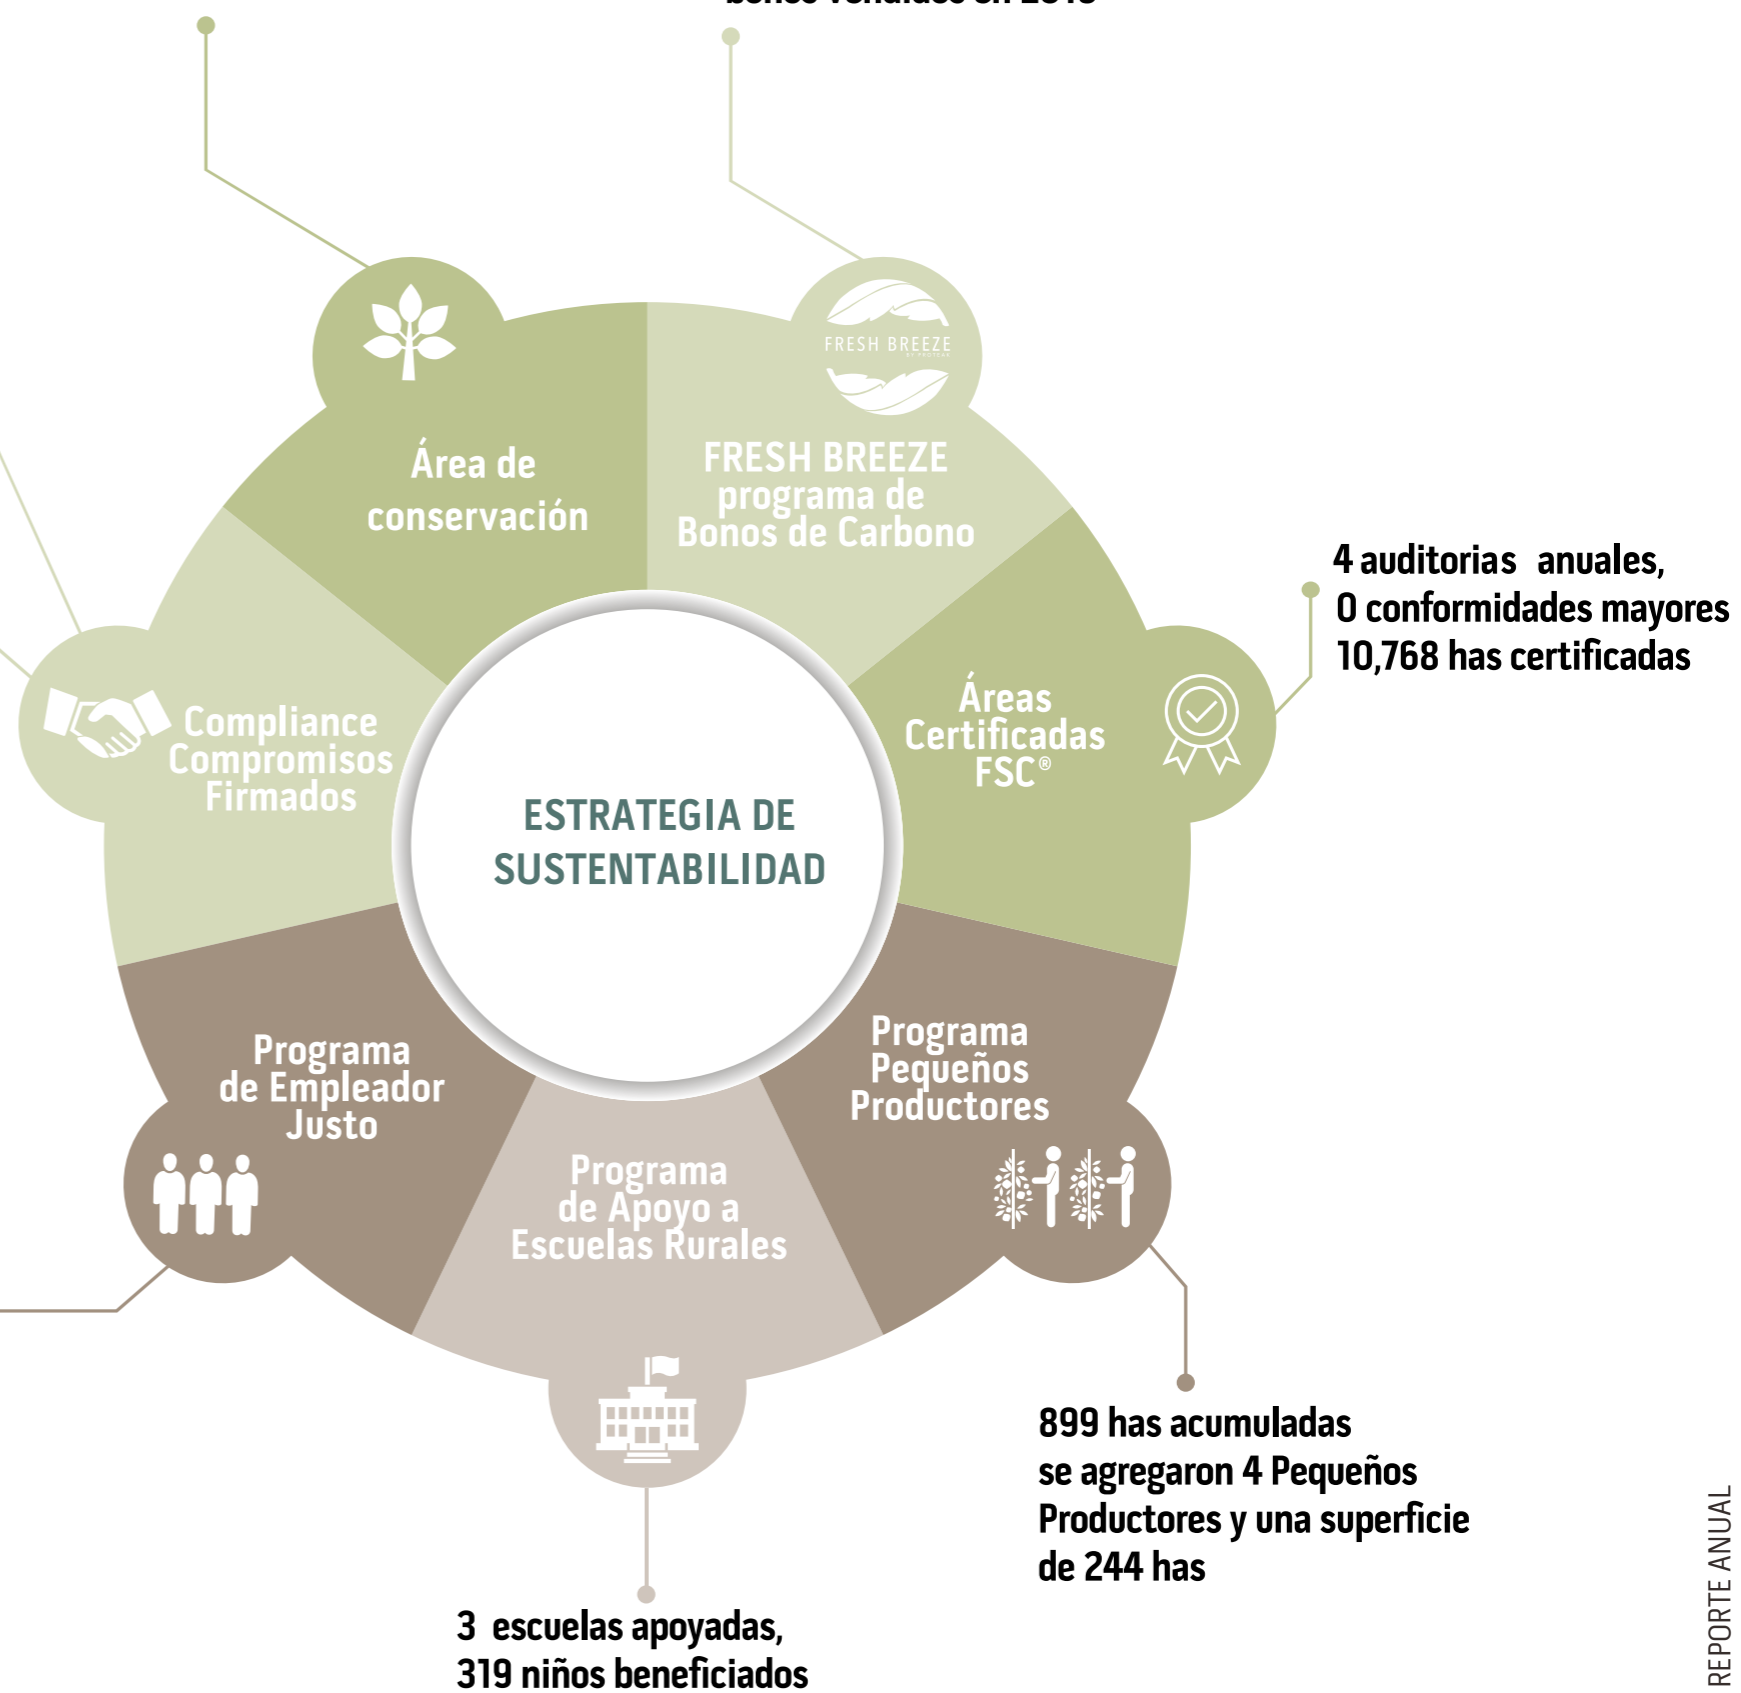 FRESH BREEZE
Área de
conservación
FRESH BREEZE
programa de
Bonos de Carbono
4 auditorias anuales,
0 conformidades mayores
10,768 has certificadas
Áreas
Certificadas
FSC®
Compliance
Compromisos
Firmados
ESTRATEGIA DE
SUSTENTABILIDAD
Programa
Pequeños
Productores
Programa
de Empleador
Justo
Programa
de Apoyo a
Escuelas Rurales
899 has acumuladas
se agregaron 4 Pequeños
Productores y una superficie
de 244 has
3 escuelas apoyadas,
319 niños beneficiados
REPORTE ANUAL